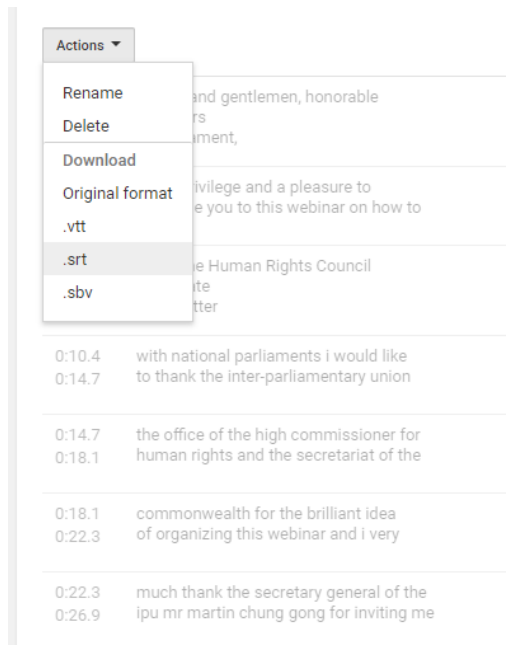 Actions
Rename
Delete
Download
Original format
.vtt
.srt
.sbv
and gentlemen, honorable
rs
ment,
ivilege and a pleasure to
e you to this webinar on how to
e Human Rights Council
te
tter
0:10.4 with national parliaments i would like
0:14.7 to thank the inter-parliamentary union
0:14.7 the office of the high commissioner for
0:18.1 human rights and the secretariat of the
0:18.1 commonwealth for the brilliant idea
0:22.3 of organizing this webinar and i very
0:22.3 much thank the secretary general of the
0:26.9 ipu mr martin chung gong for inviting me